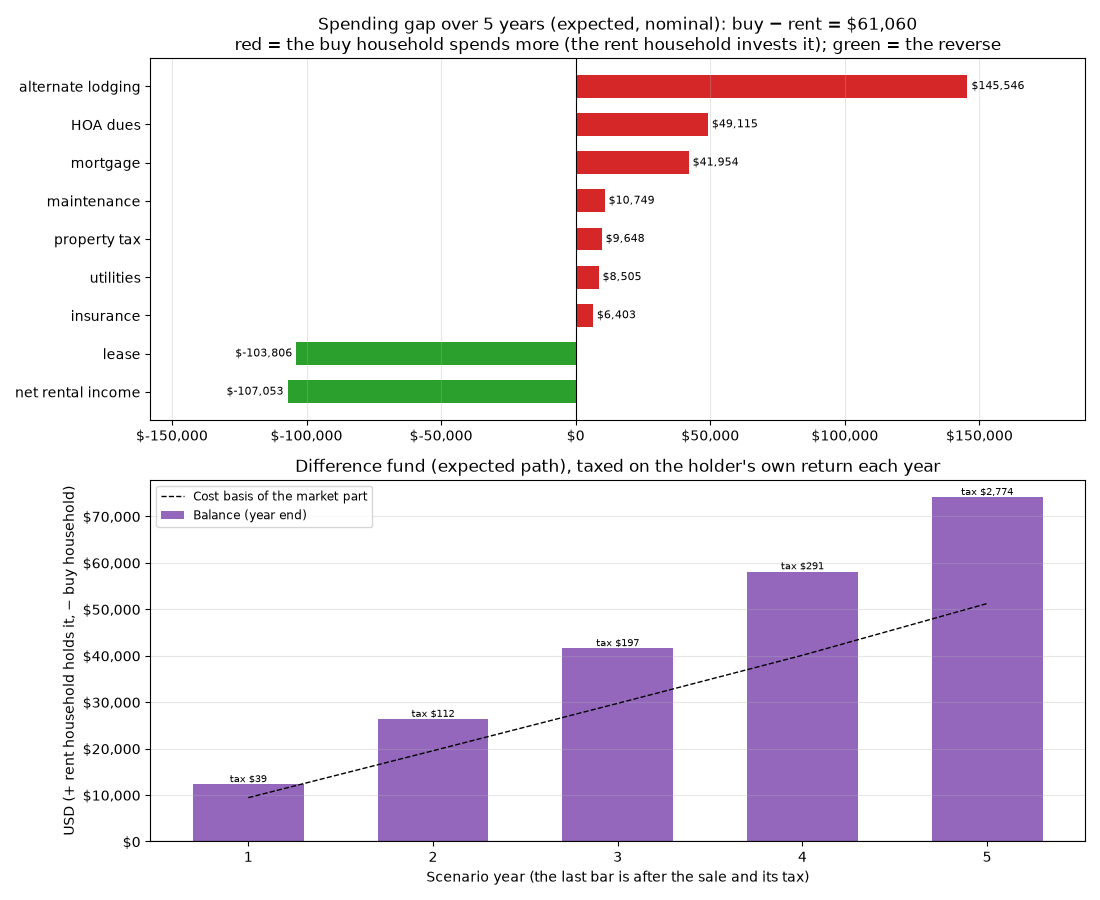 Spending gap over 5 years (expected, nominal): buy − rent = $61,060
red = the buy household spends more (the rent household invests it); green = the reverse
alternate lodging
$145,546
HOA dues
$49,115
mortgage
$41,954
maintenance
$10,749
property tax
$9,648
utilities
$8,505
insurance
$6,403
lease
$-103,806
net rental income
$-107,053
$-150,000
$-100,000
$-50,000
$0
$50,000
$100,000
$150,000
Difference fund (expected path), taxed on the holder's own return each year
USD (+ rent household holds it, − buy household)
$70,000
$60,000
$50,000
$40,000
$30,000
$20,000
$10,000
$0
Cost basis of the market part
Balance (year end)
tax $39
tax $112
tax $197
tax $291
tax $2,774
1
2
3
4
5
Scenario year (the last bar is after the sale and its tax)